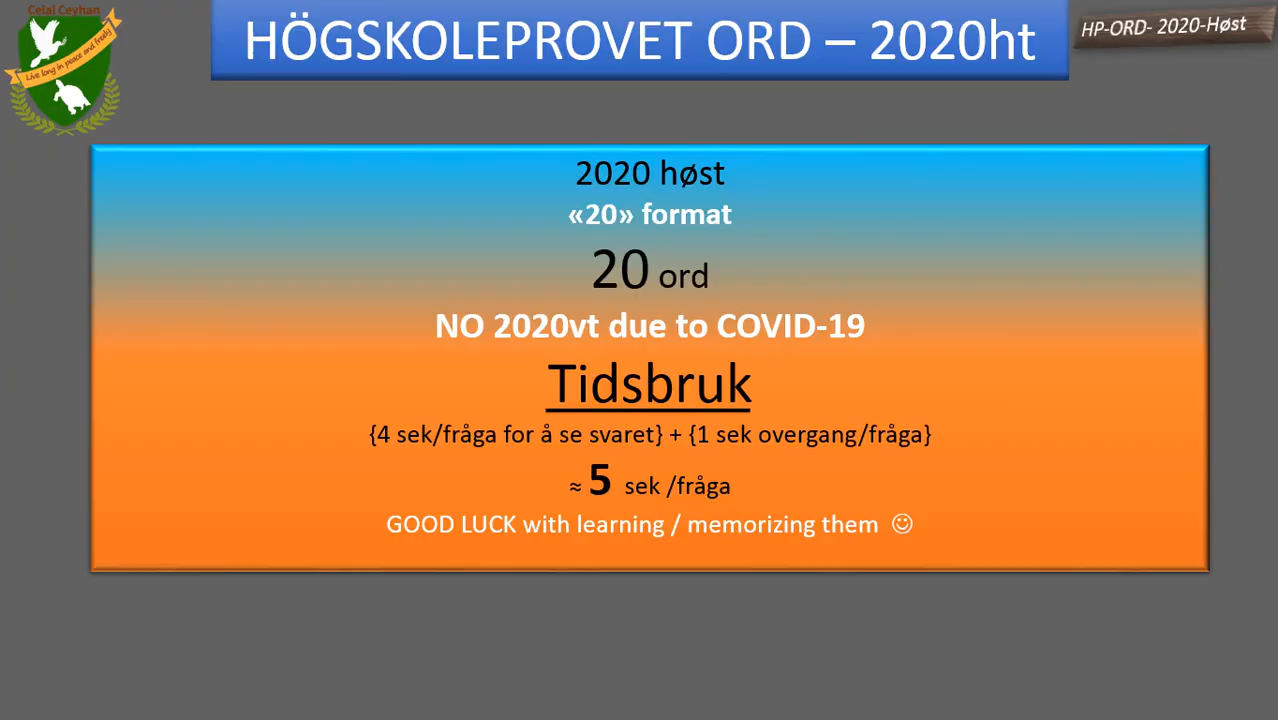 Celal Ceyhan
Live long in peace and fredly
HÖGSKOLEPROVET ORD – 2020ht
HP-ORD- 2020-Høst
2020 høst
«20» format
20 ord
NO 2020vt due to COVID-19
Tidsbruk
{4 sek/fråga for å se svaret} + {1 sek overgang/fråga}
≈ 5 sek /fråga
GOOD LUCK with learning / memorizing them ☺